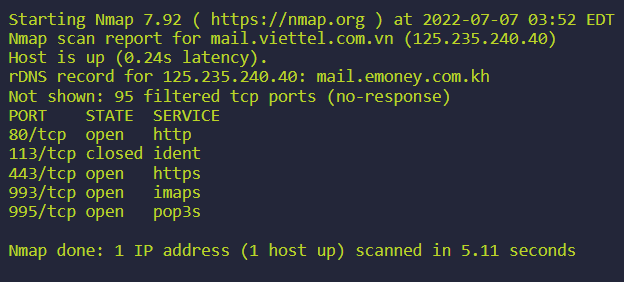 Starting Nmap 7.92 ( https://nmap.org ) at 2022-07-07 03:52 EDT
Nmap scan report for mail.viettel.com.vn (125.235.240.40)
Host is up (0.24s latency).
rDNS record for 125.235.240.40: mail.emoney.com.kh
Not shown: 95 filtered tcp ports (no-response)
PORT    STATE  SERVICE
80/tcp  open   http
113/tcp closed ident
443/tcp open   https
993/tcp open   imaps
995/tcp open   pop3s
Nmap done: 1 IP address (1 host up) scanned in 5.11 seconds